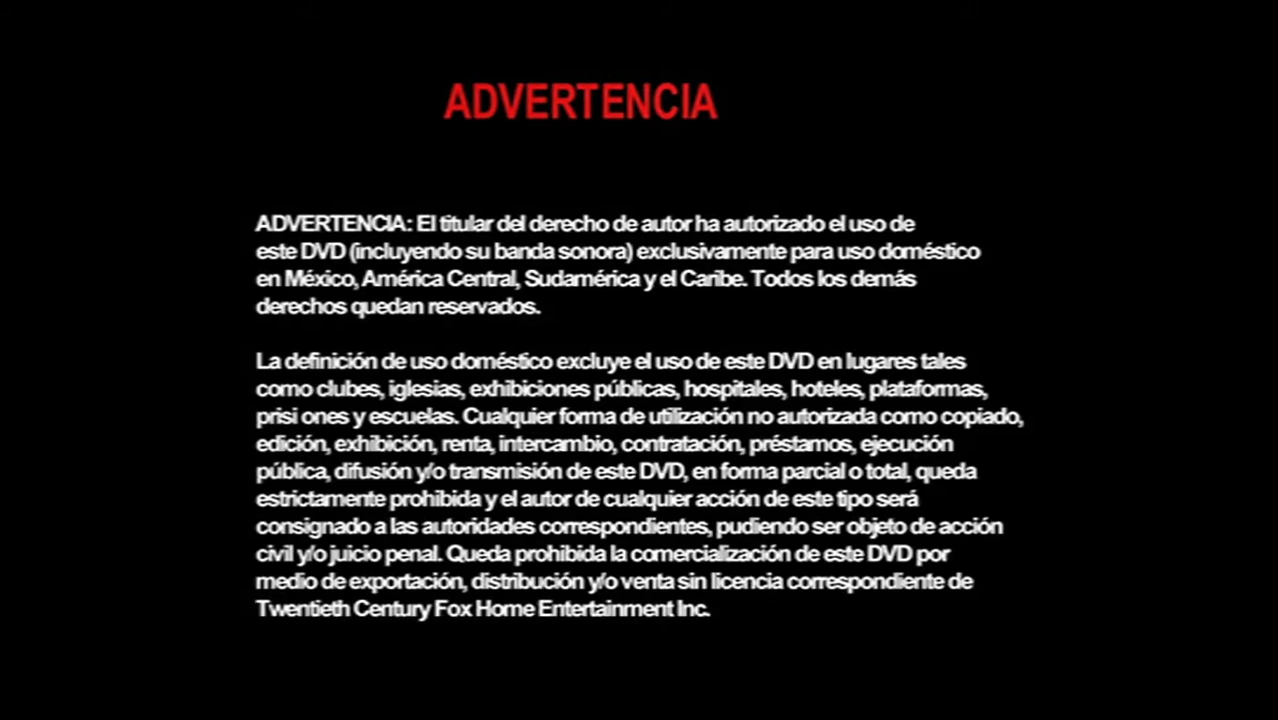 ADVERTENCIA
ADVERTENCIA: El titular del derecho de autor ha autorizado el uso de
este DVD (incluyendo su banda sonora) exclusivamente para uso doméstico
en México, América Central, Sudamérica y el Caribe. Todos los demás
derechos quedan reservados.
La definición de uso doméstico excluye el uso de este DVD en lugares tales
como clubes, iglesias, exhibiciones públicas, hospitales, hoteles, plataformas,
prisi ones y escuelas. Cualquier forma de utilización no autorizada como copiado,
edición, exhibición, renta, intercambio, contratación, préstamos, ejecución
pública, difusión y/o transmisión de este DVD, en forma parcial o total, queda
estrictamente prohibida y el autor de cualquier acción de este tipo será
consignado a las autoridades correspondientes, pudiendo ser objeto de acción
civil y/o juicio penal. Queda prohibida la comercialización de este DVD por
medio de exportación, distribución y/o venta sin licencia correspondiente de
Twentieth Century Fox Home Entertainment Inc.